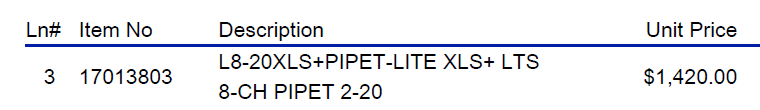 Ln# Item No Description Unit Price
L8-20XLS+PIPET-LITE XLS+ LTS
3 17013803 $1,420.00
8-CH PIPET 2-20